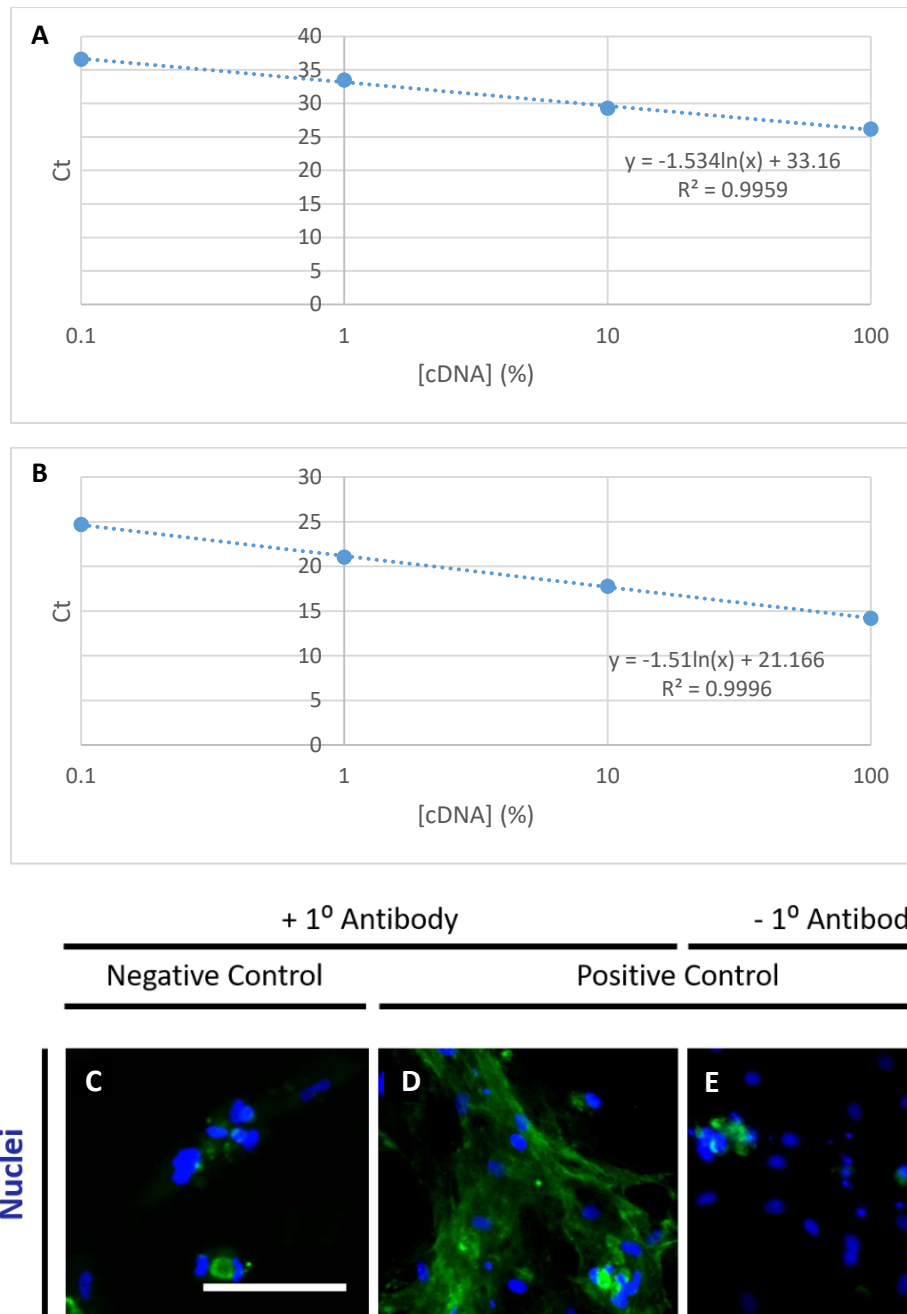 A
40
35
30
25
20
15
10
5
0
Ct
y = -1.534ln(x) + 33.16
R² = 0.9959
0.1 1 10 100
[cDNA] (%)
B
30
25
20
15
10
5
0
Ct
y = -1.51ln(x) + 21.166
R² = 0.9996
0.1 1 10 100
[cDNA] (%)
+ 1⁰ Antibody - 1⁰ Antibod
Negative Control Positive Control
Nuclei
C D E